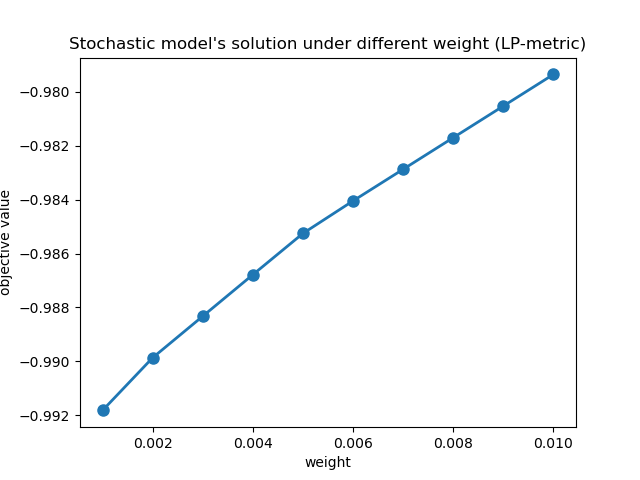 Stochastic model's solution under different weight (LP-metric)
−0.980
−0.982
−0.984
−0.986
−0.988
−0.990
−0.992
objective value
0.002 0.004 0.006 0.008 0.010
weight